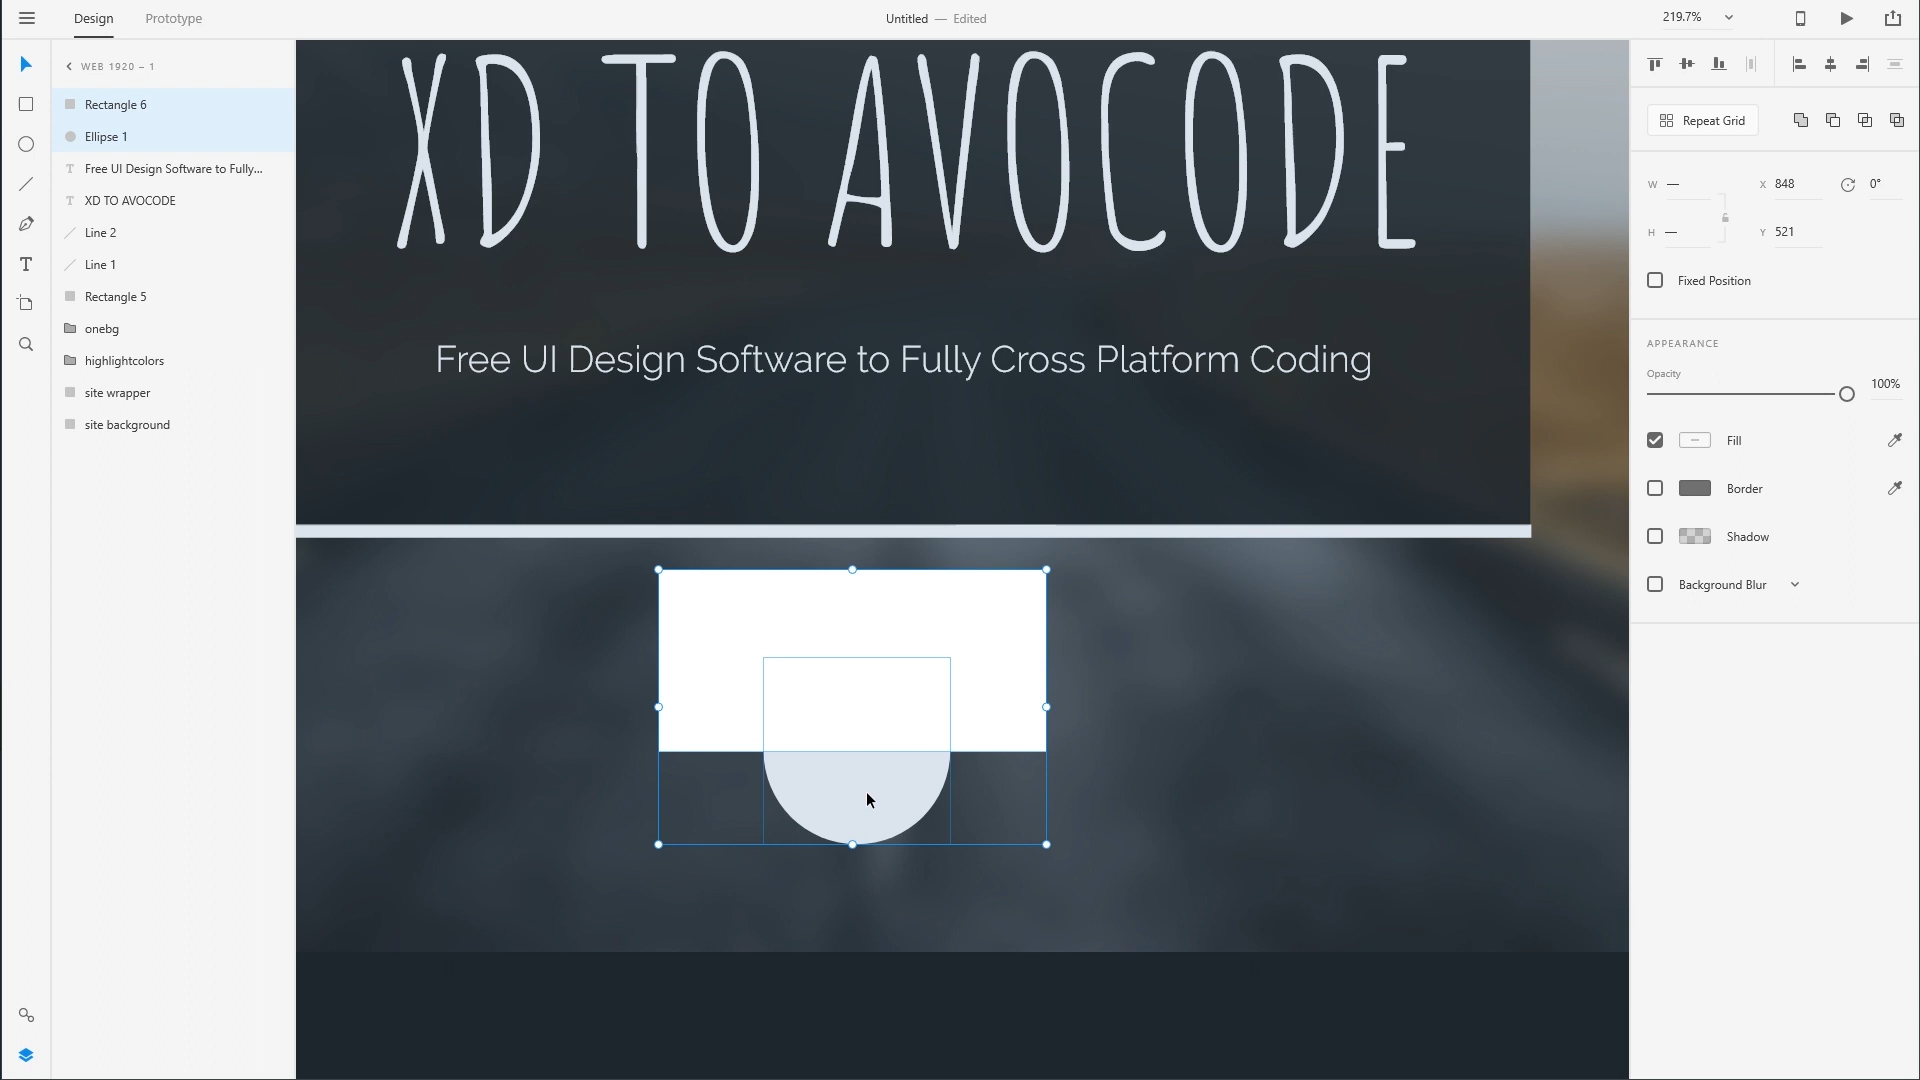 Design
Prototype
Untitled — Edited
219.7%
WEB 1920 – 1
Rectangle 6
Ellipse 1
Free UI Design Software to Fully...
XD TO AVOCODE
Line 2
Line 1
Rectangle 5
onebg
highlightcolors
site wrapper
site background
XD TO AVOCODE
Free UI Design Software to Fully Cross Platform Coding
Repeat Grid
W —
X 848
0°
H —
Y 521
Fixed Position
APPEARANCE
Opacity
100%
Fill
Border
Shadow
Background Blur